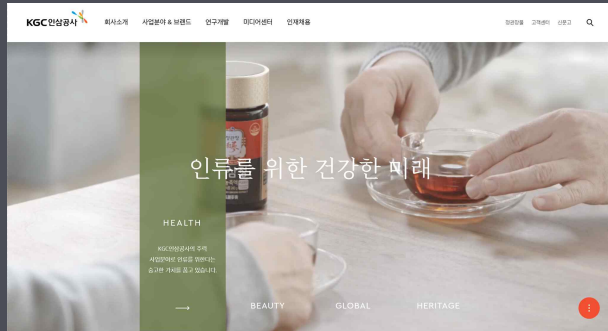 KGC 인삼공사
회사소개 사업분야 & 브랜드 연구개발 미디어센터 인재채용
정관장몰 고객센터 신문고
인류를 위한 건강한 미래
HEALTH
KGC인삼공사의 주력
사업분야로 인류를 위한다는
숭고한 가치를 품고 있습니다.
BEAUTY GLOBAL HERITAGE